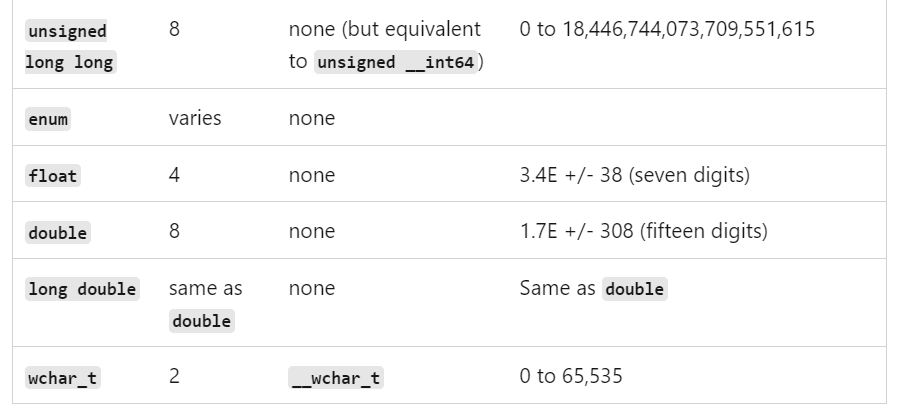 unsigned 8 none (but equivalent 0 to 18,446,744,073,709,551,615
long long to unsigned __int64)
enum varies none
float 4 none 3.4E +/- 38 (seven digits)
double 8 none 1.7E +/- 308 (fifteen digits)
long double same as none Same as double
double
wchar_t 2 __wchar_t 0 to 65,535